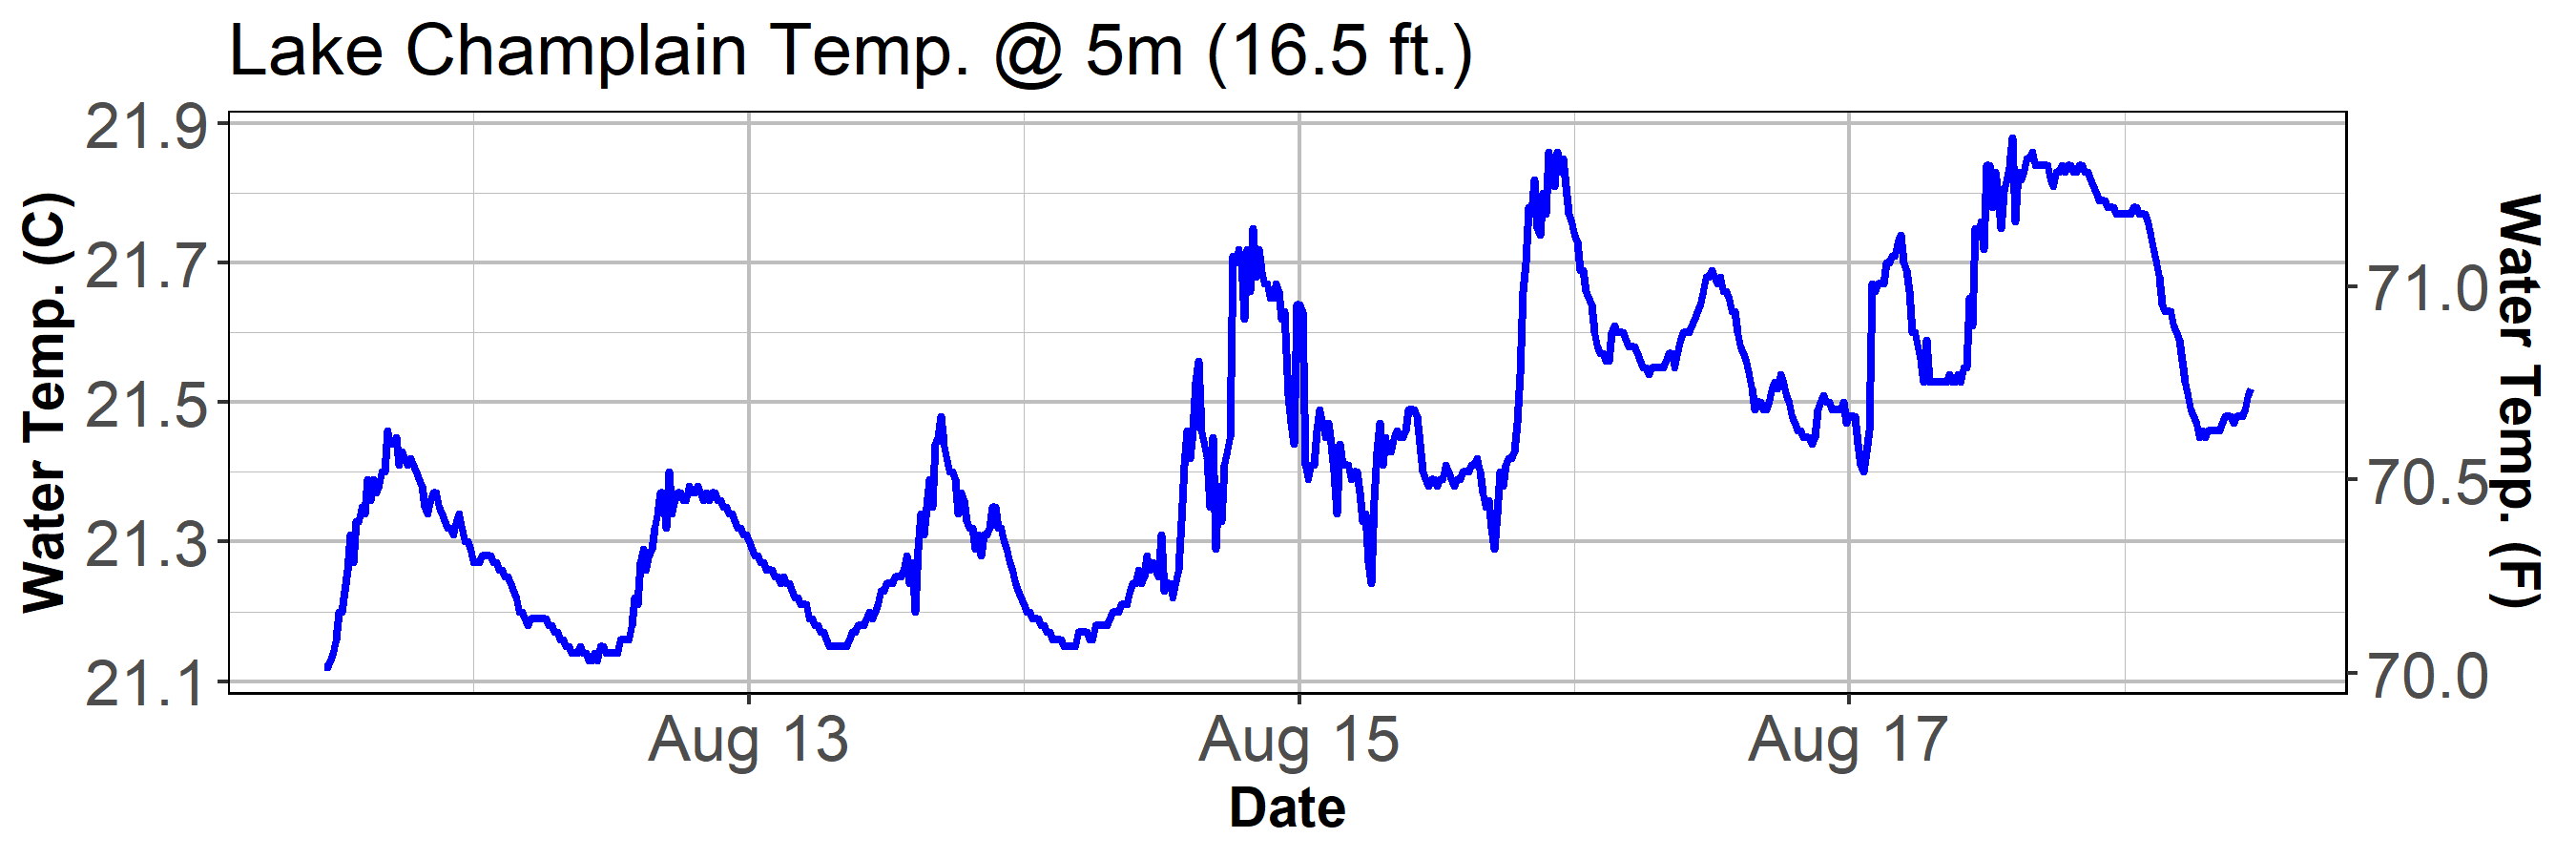 Lake Champlain Temp. @ 5m (16.5 ft.)
Water Temp. (C)
21.9
21.7
21.5
21.3
21.1
71.0
70.5
70.0
Water Temp. (F)
Aug 13
Aug 15
Aug 17
Date